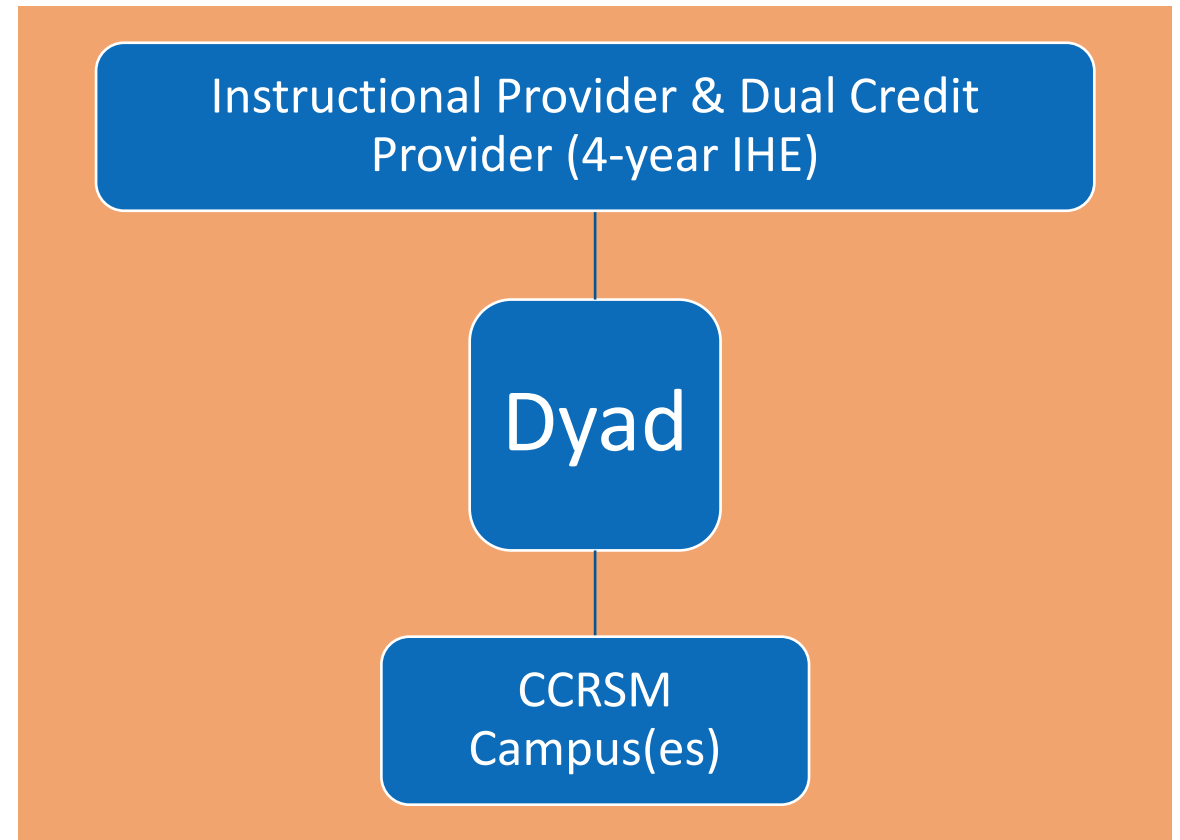 Instructional Provider & Dual Credit
Provider (4-year IHE)
Dyad
CCRSM
Campus(es)